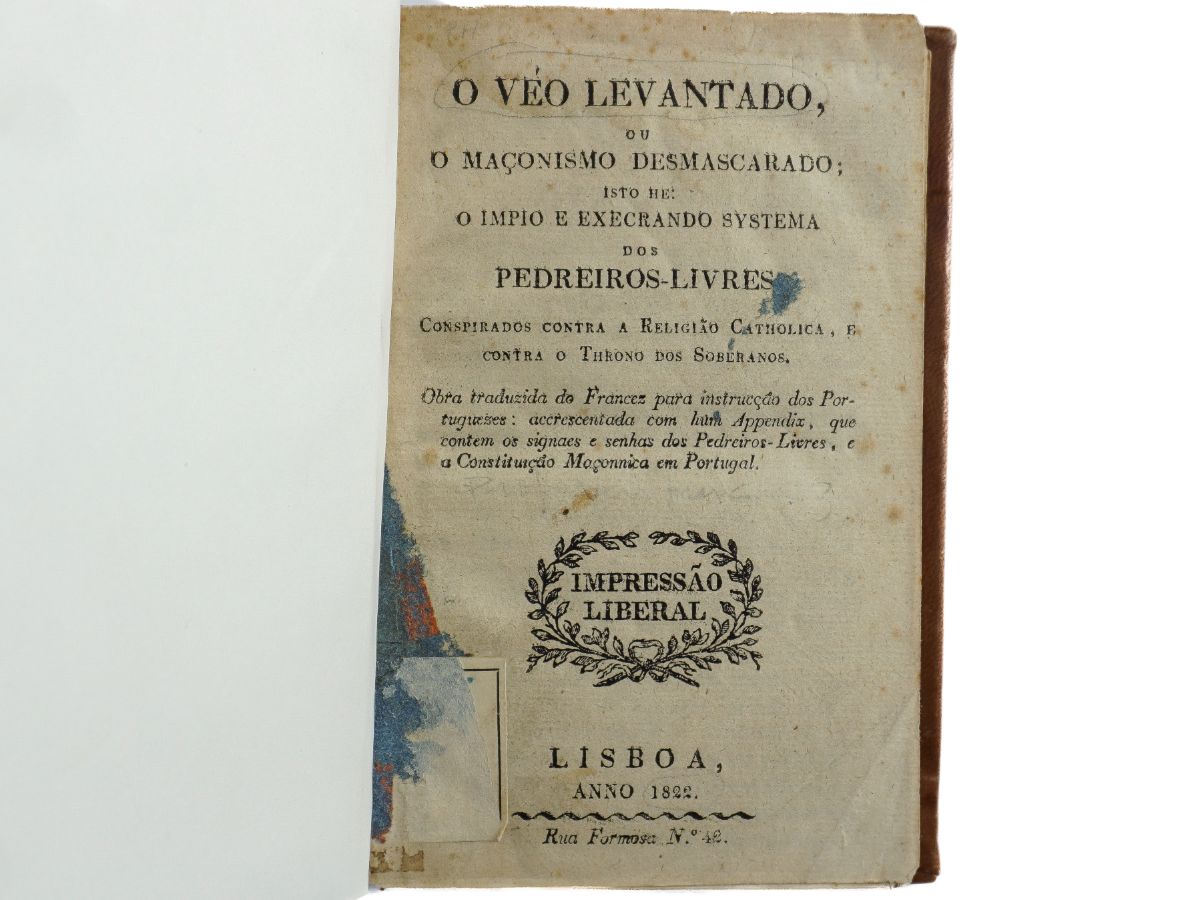 O VÉO LEVANTADO,
OU
O MAÇONISMO DESMASCARADO;
ISTO HE:
O IMPIO E EXECRANDO SYSTEMA
DOS
PEDREIROS-LIVRES
CONSPIRADOS CONTRA A RELIGIÃO CATHOLICA, E
CONTRA O THRONO DOS SOBERANOS.
Obra traduzida do Francez para instrucção dos Por-
tuguezes: accrescentada com hum Appendix, que
contem os signaes e senhas dos Pedreiros-Livres, e
a Constituição Maçonnica em Portugal.
IMPRESSÃO
LIBERAL
LISBOA,
ANNO 1822.
Rua Formosa N.º 42.